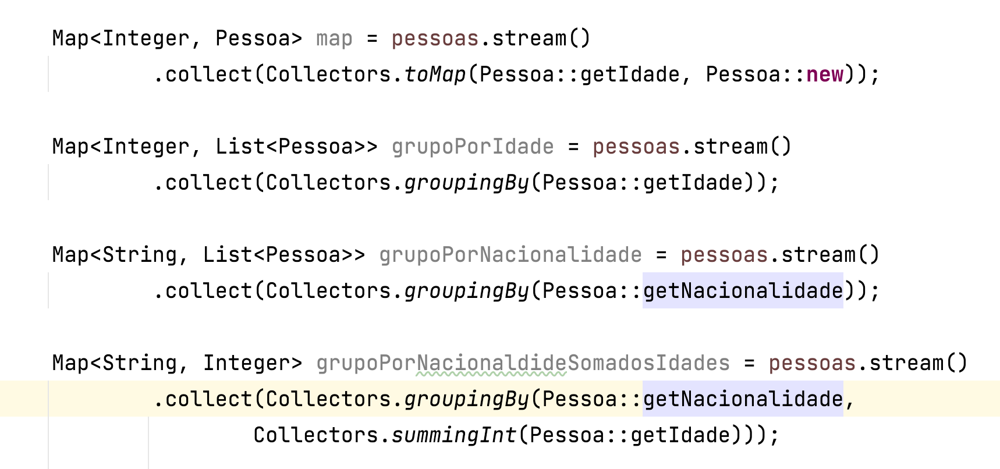 Map<Integer, Pessoa> map = pessoas.stream()
.collect(Collectors.toMap(Pessoa::getIdade, Pessoa::new));
Map<Integer, List<Pessoa>> grupoPorIdade = pessoas.stream()
.collect(Collectors.groupingBy(Pessoa::getIdade));
Map<String, List<Pessoa>> grupoPorNacionalidade = pessoas.stream()
.collect(Collectors.groupingBy(Pessoa::getNacionalidade));
Map<String, Integer> grupoPorNacionaldideSomadosIdades = pessoas.stream()
.collect(Collectors.groupingBy(Pessoa::getNacionalidade,
Collectors.summingInt(Pessoa::getIdade)));